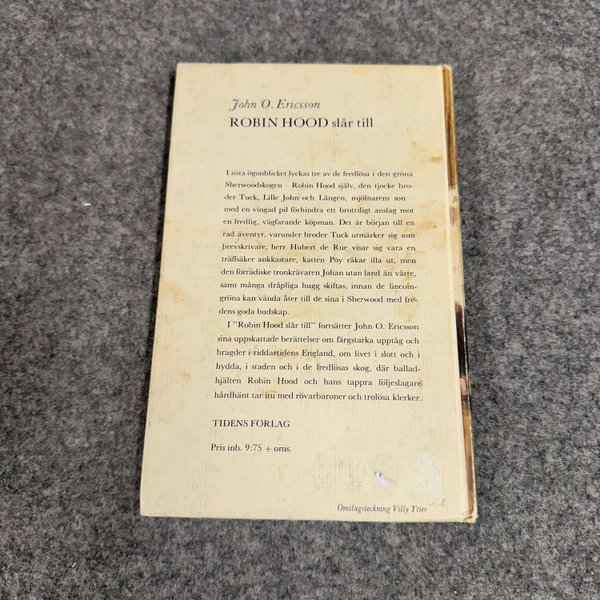 John O. Ericsson
ROBIN HOOD slår till
I sista ögonblicket lyckas tre av de fredlösa i den gröna
Sherwoodskogen – Robin Hood själv, den tjocke bro-
der Tuck, Lille John och Lången, mjölnarens son –
med en vingad pil förhindra ett brottsligt anslag mot
en fredlig, vägfarande köpman. Det är början till en
rad äventyr, varunder broder Tuck utmärker sig som
brevskrivare, herr Hubert de Rue visar sig vara en
träffsäker ankkastare, katten Poy råkar illa ut, men
den förrädiske tronkrävaren Johan utan land än värre,
samt många dråpliga hugg skiftas, innan de lincoln-
gröna kan vända åter till de sina i Sherwood med fre-
dens goda budskap.
I ”Robin Hood slår till” fortsätter John O. Ericsson
sina uppskattade berättelser om färgstarka upptåg och
bragder i riddartidens England, om livet i slott och i
hydda, i staden och i de fredlösas skog, där ballad-
hjälten Robin Hood och hans tappra följeslagare
hårdhänt tar itu med rövarbaroner och trolösa klerker.
TIDENS FÖRLAG
Pris inb. 9:75 + oms.
Omslagsteckning Villy Ytter